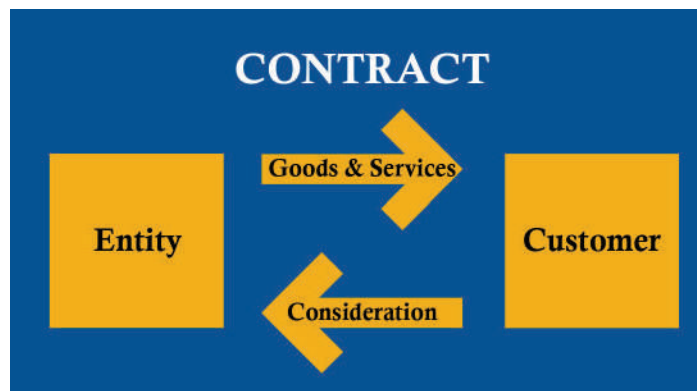 CONTRACT
Goods & Services
Entity
Customer
Consideration